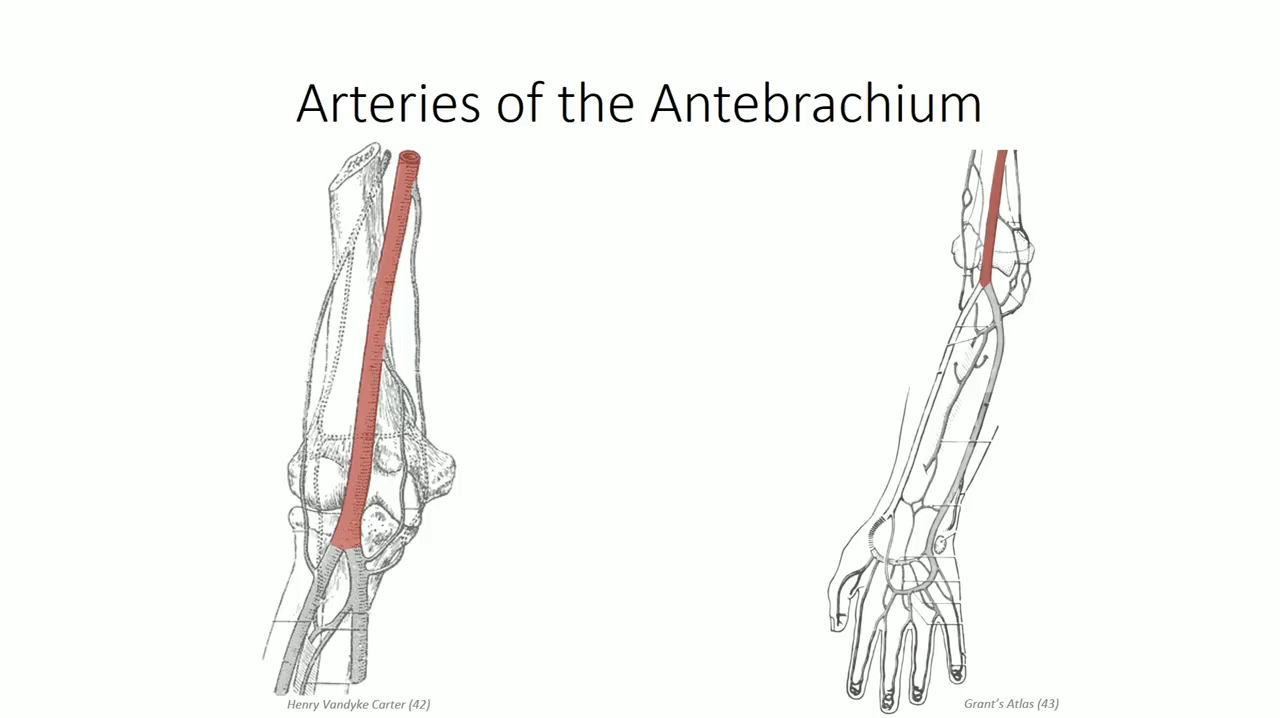 Arteries of the Antebrachium
Henry Vandyke Carter (42)
Grant's Atlas (43)